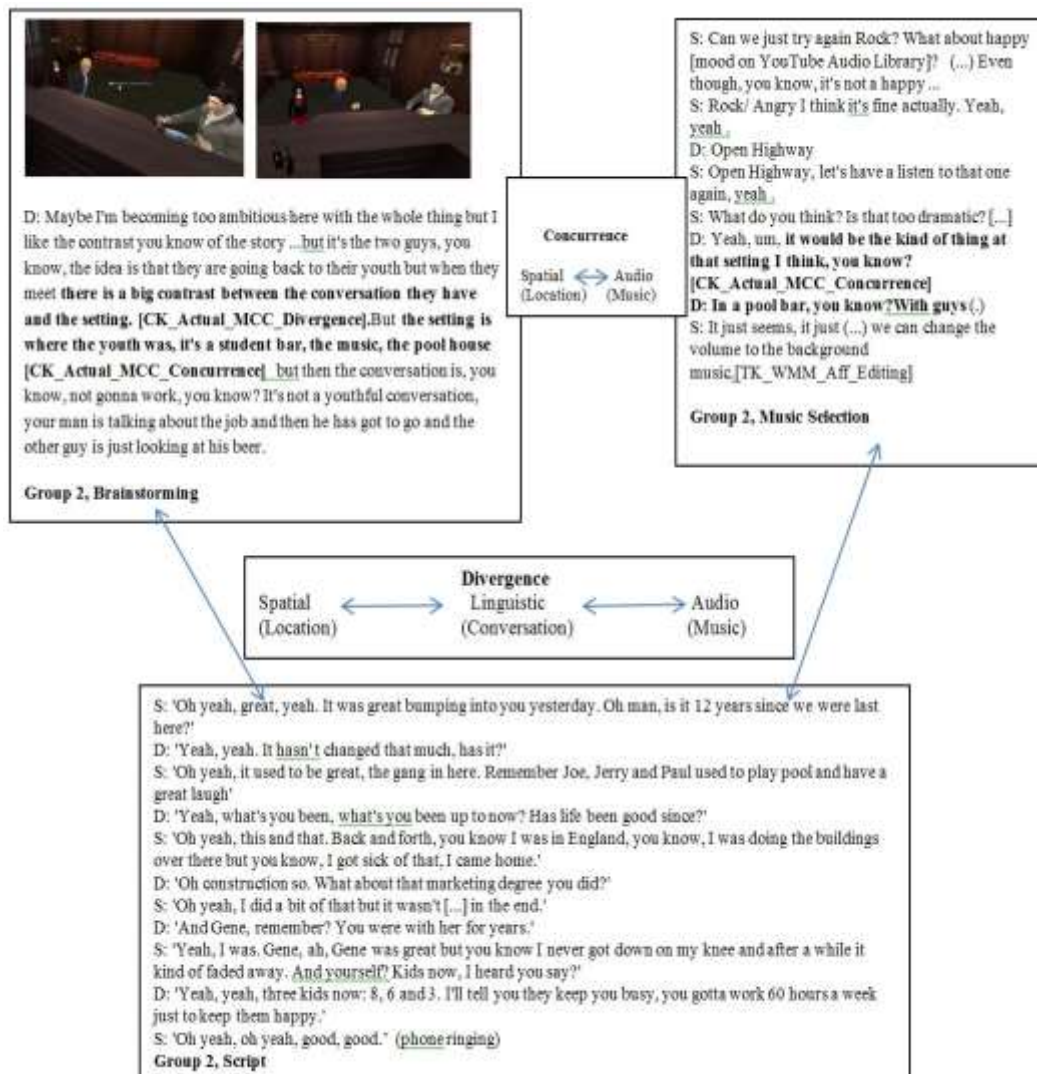 D: Maybe I'm becoming too ambitious here with the whole thing but I
like the contrast you know of the story ...but it's the two guys, you
know, the idea is that they are going back to their youth but when they
meet there is a big contrast between the conversation they have
and the setting. [CK_Actual_MCC_Divergence].But the setting is
where the youth was, it's a student bar, the music, the pool house
[CK_Actual_MCC_Concurrence] but then the conversation is, you
know, not gonna work, you know? It's not a youthful conversation,
your man is talking about the job and then he has got to go and the
other guy is just looking at his beer.
Group 2, Brainstorming
Concurrence
Spatial Audio
(Location) (Music)
S: Can we just try again Rock? What about happy
[mood on YouTube Audio Library]? (...) Even
though, you know, it's not a happy ...
S: Rock/ Angry I think it's fine actually. Yeah,
yeah .
D: Open Highway
S: Open Highway, let's have a listen to that one
again, yeah .
S: What do you think? Is that too dramatic? [...]
D: Yeah, um, it would be the kind of thing at
that setting I think, you know?
[CK_Actual_MCC_Concurrence]
D: In a pool bar, you know?With guys (.)
S: It just seems, it just (...) we can change the
volume to the background
music.[TK_WMM_Aff_Editing]
Group 2, Music Selection
Divergence
Spatial Linguistic Audio
(Location) (Conversation) (Music)
S: 'Oh yeah, great, yeah. It was great bumping into you yesterday. Oh man, is it 12 years since we were last
here?'
D: 'Yeah, yeah. It hasn't changed that much, has it?'
S: 'Oh yeah, it used to be great, the gang in here. Remember Joe, Jerry and Paul used to play pool and have a
great laugh'
D: 'Yeah, what's you been, what's you been up to now? Has life been good since?'
S: 'Oh yeah, this and that. Back and forth, you know I was in England, you know, I was doing the buildings
over there but you know, I got sick of that, I came home.'
D: 'Oh construction so. What about that marketing degree you did?'
S: 'Oh yeah, I did a bit of that but it wasn't [...] in the end.'
D: 'And Gene, remember? You were with her for years.'
S: 'Yeah, I was. Gene, ah, Gene was great but you know I never got down on my knee and after a while it
kind of faded away. And yourself? Kids now, I heard you say?'
D: 'Yeah, yeah, three kids now: 8, 6 and 3. I'll tell you they keep you busy, you gotta work 60 hours a week
just to keep them happy.'
S: 'Oh yeah, oh yeah, good, good.' (phone ringing)
Group 2, Script